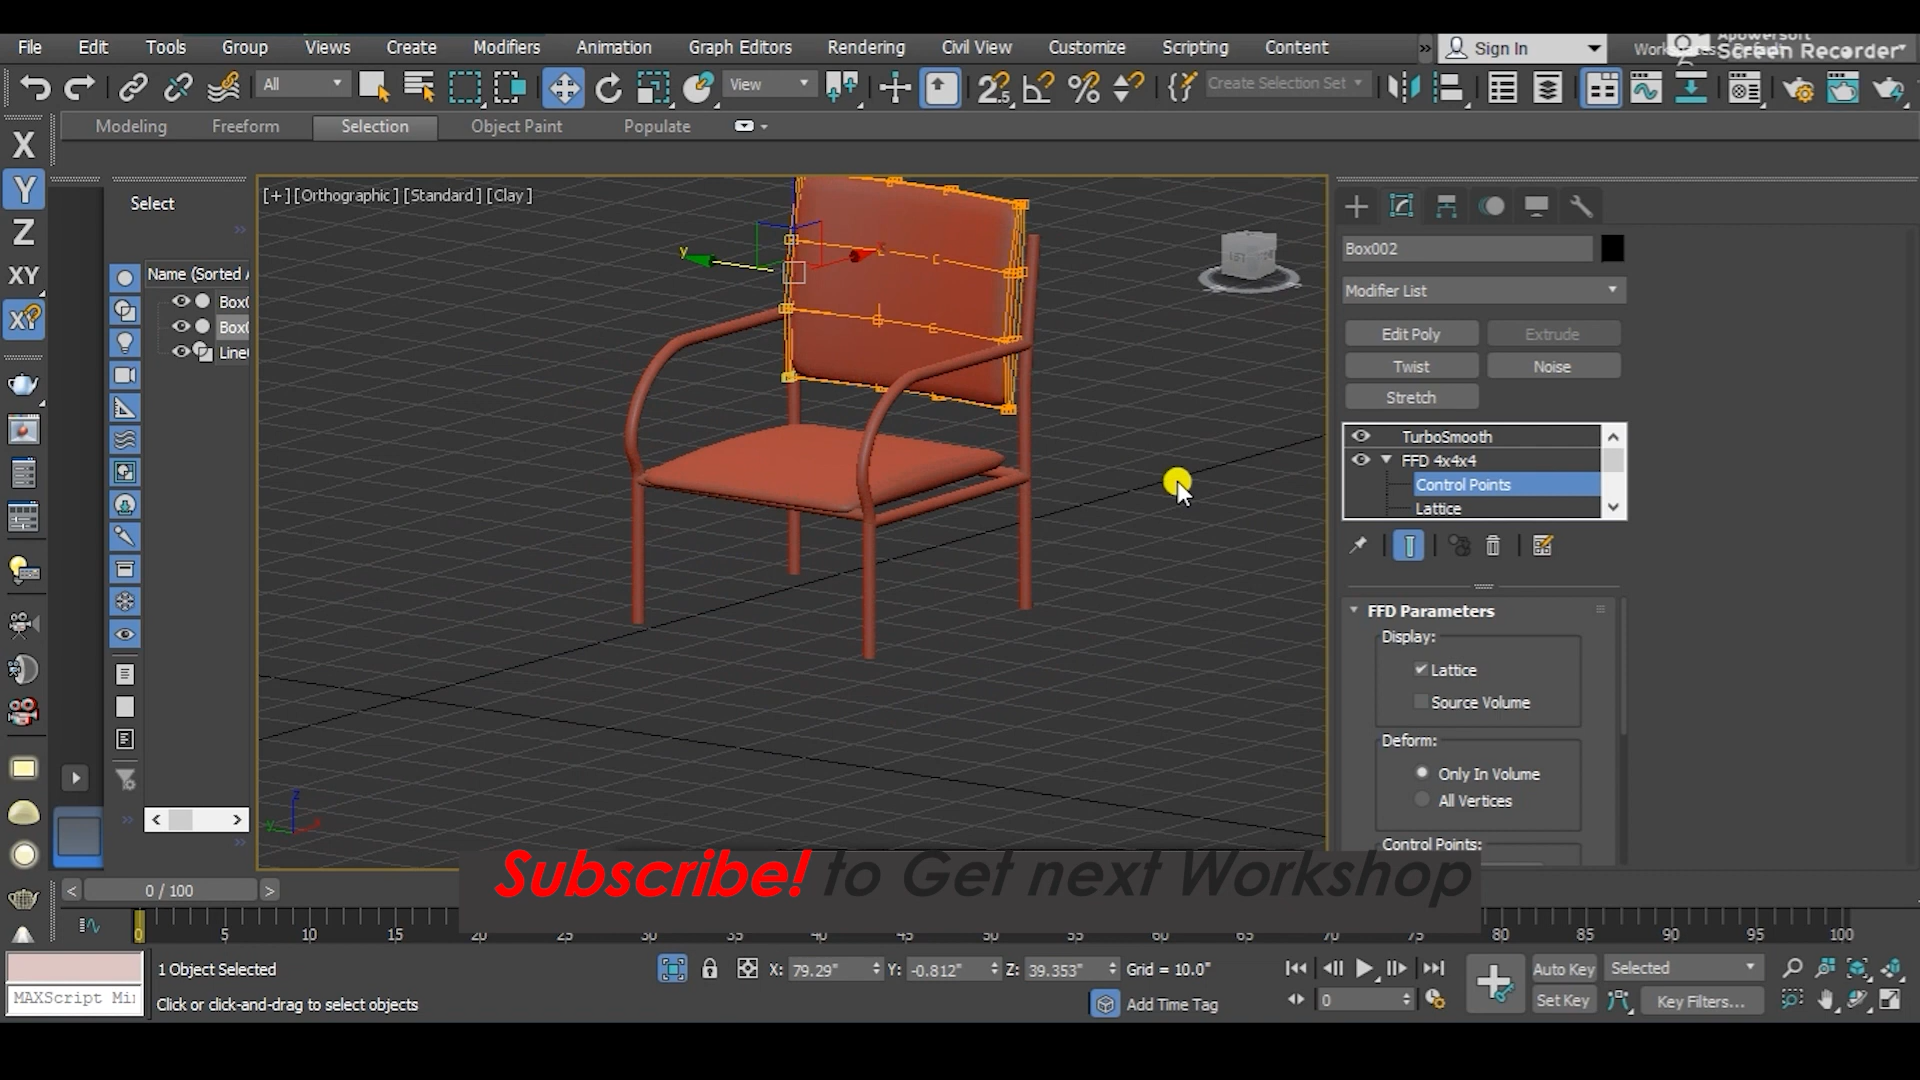 File Edit Tools Group Views Create Modifiers Animation Graph Editors Rendering Civil View Customize Scripting Content » Sign In
Screen Recorder
All View Create Selection Set
Modeling Freeform Selection Object Paint Populate
X
Y
Z
XY
Select
Name (Sorted
[+] [Orthographic] [Standard] [Clay]
Box002
Modifier List
Edit Poly Extrude
Twist Noise
Stretch
TurboSmooth
FFD 4x4x4
Control Points
Lattice
FFD Parameters
Display:
Lattice
Source Volume
Deform:
Only In Volume
All Vertices
Control Points:
Subscribe! to Get next Workshop
< 0 / 100 >
0 5 10 15 20 25 30 35 40 45 50 55 60 65 70 75 80 85 90 95 100
1 Object Selected X: 79.29" Y: -0.812" Z: 39.353" Grid = 10.0" Auto Key Selected
MAXScript Click or click-and-drag to select objects Add Time Tag 0 Set Key Key Filters...